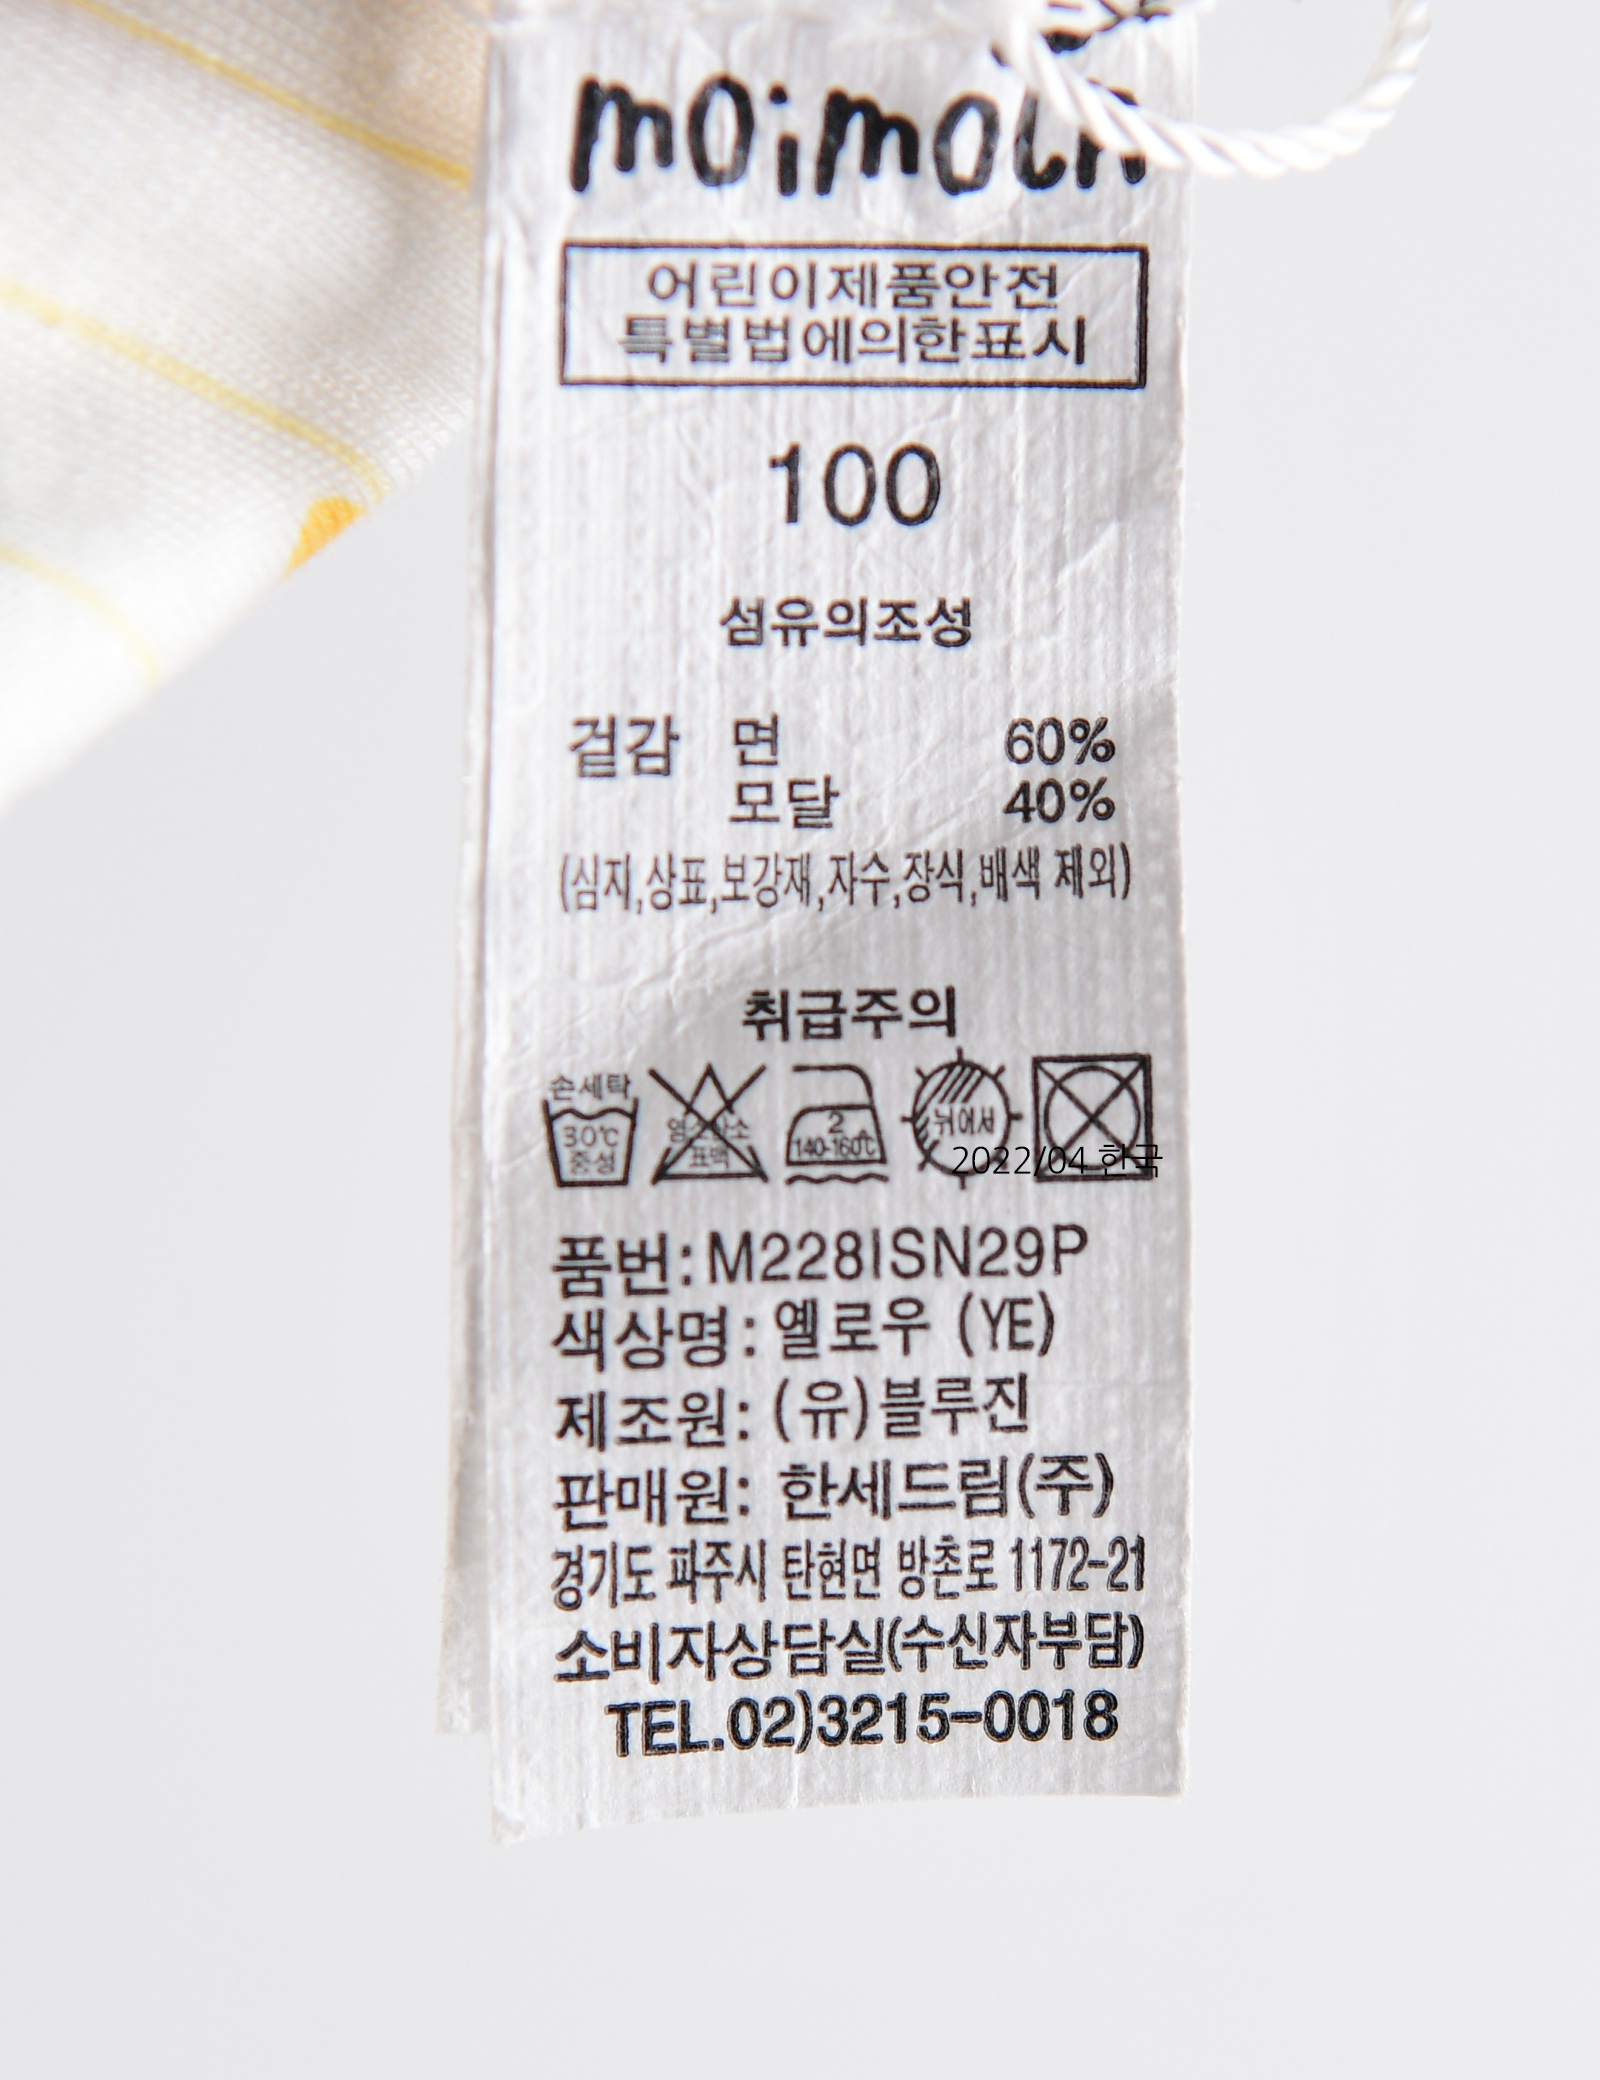 moimoln
어린이제품안전
특별법에의한표시
100
섬유의조성
겉감 면 60%
모달 40%
(심지,상표,보강재,자수,장식,배색 제외)
취급주의
손세탁
30℃
중성
염소산소
표백
2
140-160℃
뉘어서
2022/04 한국
품번:M228ISN29P
색상명: 옐로우 (YE)
제조원: (유)블루진
판매원: 한세드림(주)
경기도 파주시 탄현면 방촌로 1172-21
소비자상담실(수신자부담)
TEL.02)3215-0018